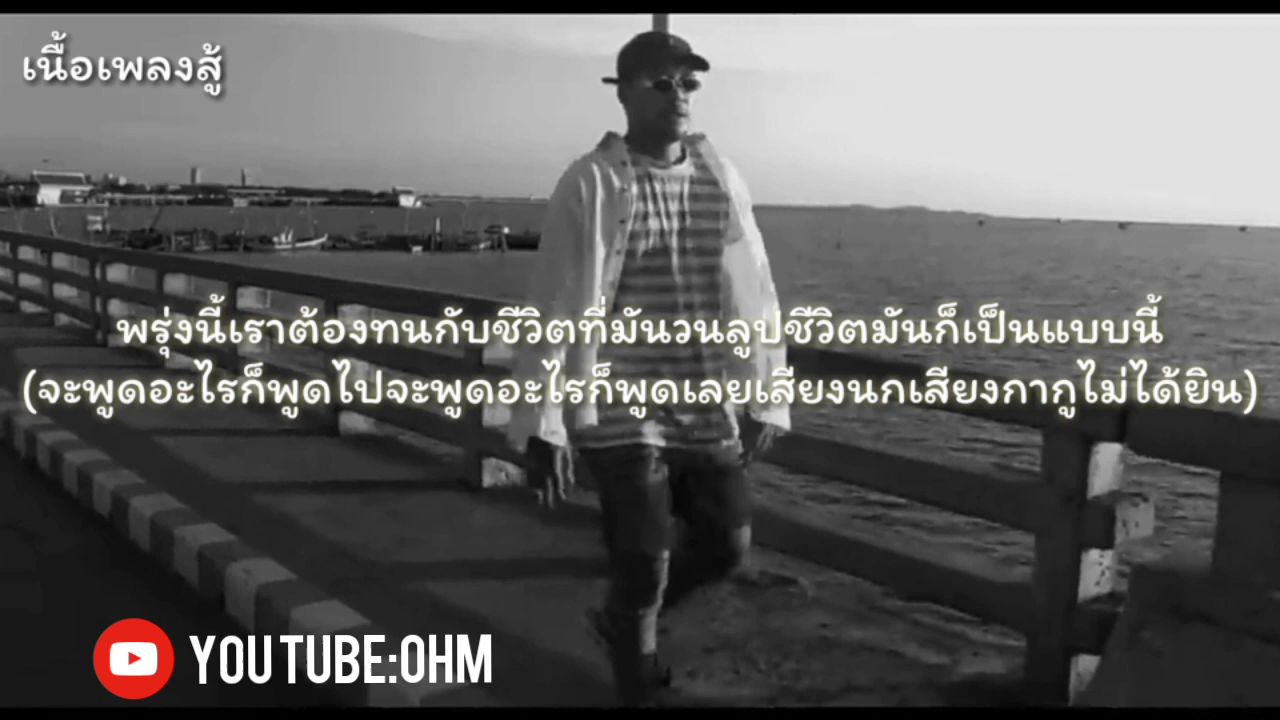 เนื้อเพลงสู้
พรุ่งนี้เราต้องทนกับชีวิตที่มันวนลูปชีวิตมันก็เป็นแบบนี้
(จะพูดอะไรก็พูดไปจะพูดอะไรก็พูดเลยเสียงนกเสียงกากูไม่ได้ยิน)
YOUTUBE:OHM